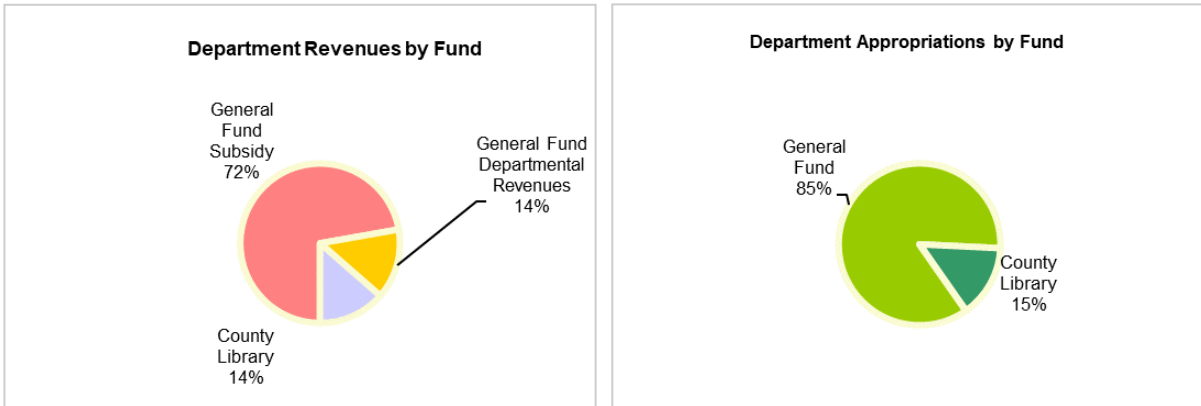 Department Revenues by Fund
General
Fund
Subsidy
72%
General Fund
Departmental
Revenues
14%
County
Library
14%
Department Appropriations by Fund
General
Fund
85%
County
Library
15%